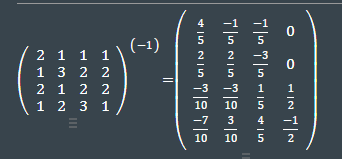 ( 2 1 1 1 ) (-1) = ( 4/5 -1/5 -1/5 0 )
( 1 3 2 2 ) ( 2/5 2/5 -3/5 0 )
( 2 1 2 2 ) ( -3/10 -3/10 1/5 1/2 )
( 1 2 3 1 ) ( -7/10 3/10 4/5 -1/2 )